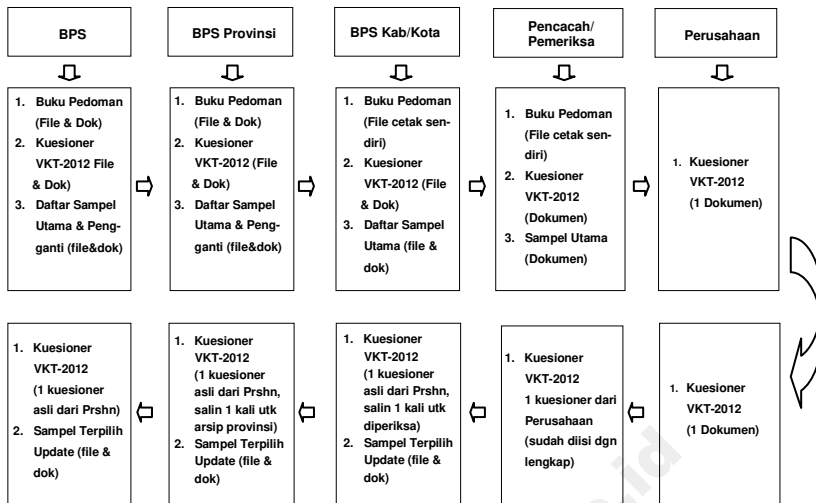 BPS
BPS Provinsi
BPS Kab/Kota
Pencacah/
Pemeriksa
Perusahaan
1. Buku Pedoman
(File & Dok)
2. Kuesioner
VKT-2012 File
& Dok)
3. Daftar Sampel
Utama & Peng-
ganti (file&dok)
1. Buku Pedoman
(File & Dok)
2. Kuesioner
VKT-2012 (File
& Dok)
3. Daftar Sampel
Utama & Peng-
ganti (file&dok)
1. Buku Pedoman
(File cetak sen-
diri)
2. Kuesioner
VKT-2012 (File
& Dok)
3. Daftar Sampel
Utama (file &
dok)
1. Buku Pedoman
(File cetak sen-
diri)
2. Kuesioner
VKT-2012
(Dokumen)
3. Sampel Utama
(Dokumen)
1. Kuesioner
VKT-2012
(1 Dokumen)
1. Kuesioner
VKT-2012
(1 kuesioner
asli dari Prshn)
2. Sampel Terpilih
Update (file &
dok)
1. Kuesioner
VKT-2012
(1 kuesioner
asli dari Prshn,
salin 1 kali utk
arsip provinsi)
2. Sampel Terpilih
Update (file &
dok)
1. Kuesioner
VKT-2012
(1 kuesioner
asli dari Prshn,
salin 1 kali utk
diperiksa)
2. Sampel Terpilih
Update (file &
dok)
1. Kuesioner
VKT-2012
1 kuesioner dari
Perusahaan
(sudah diisi dgn
lengkap)
1. Kuesioner
VKT-2012
(1 Dokumen)
.id